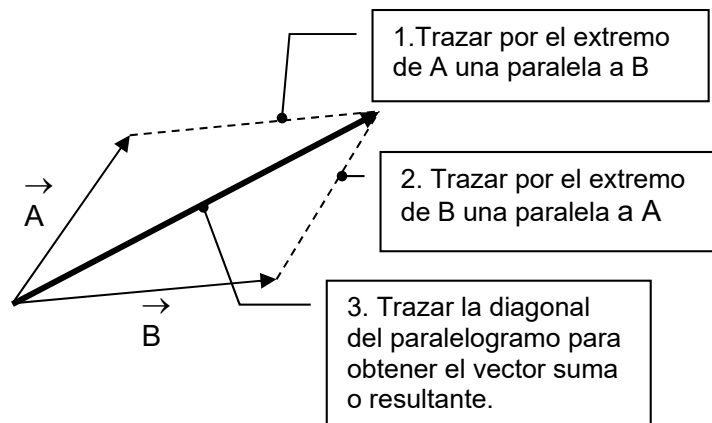 1.Trazar por el extremo
de A una paralela a B
A
2. Trazar por el extremo
de B una paralela a A
B
3. Trazar la diagonal
del paralelogramo para
obtener el vector suma
o resultante.